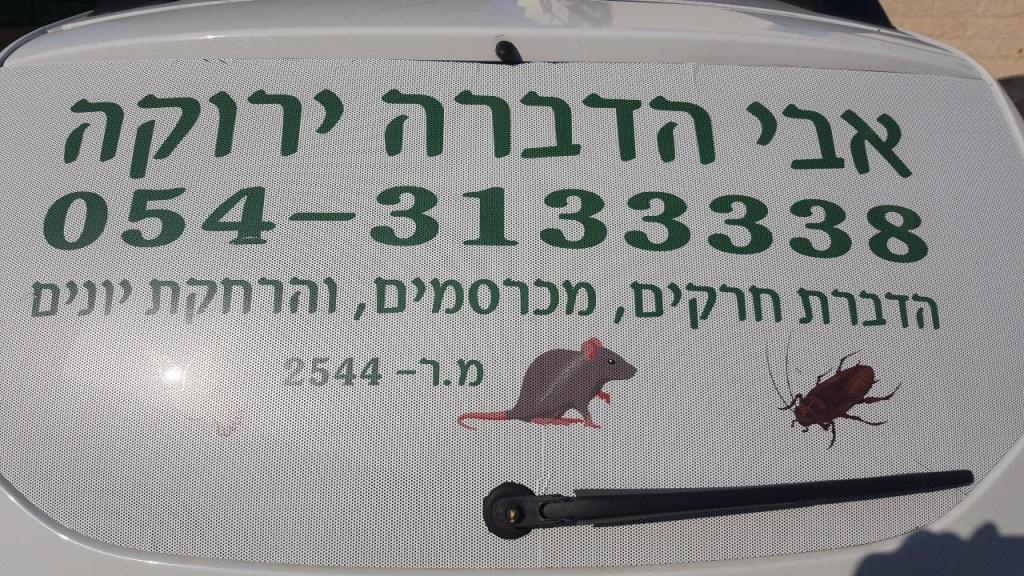 אבי הדברה ירוקה
054-3133338
הדברת חרקים, מכרסמים, והרחקת יונים
מ.ר- 2544